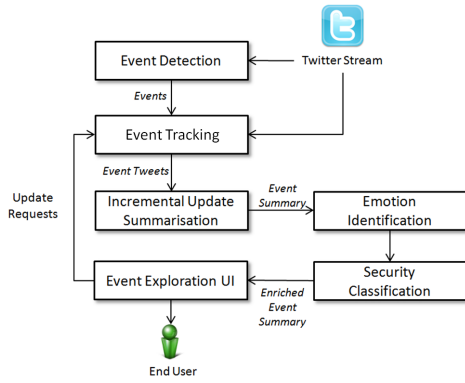 Event Detection
Twitter Stream
Events
Event Tracking
Event Tweets
Update
Requests
Incremental Update
Summarisation
Event
Summary
Emotion
Identification
Event Exploration UI
Enriched
Event
Summary
Security
Classification
End User